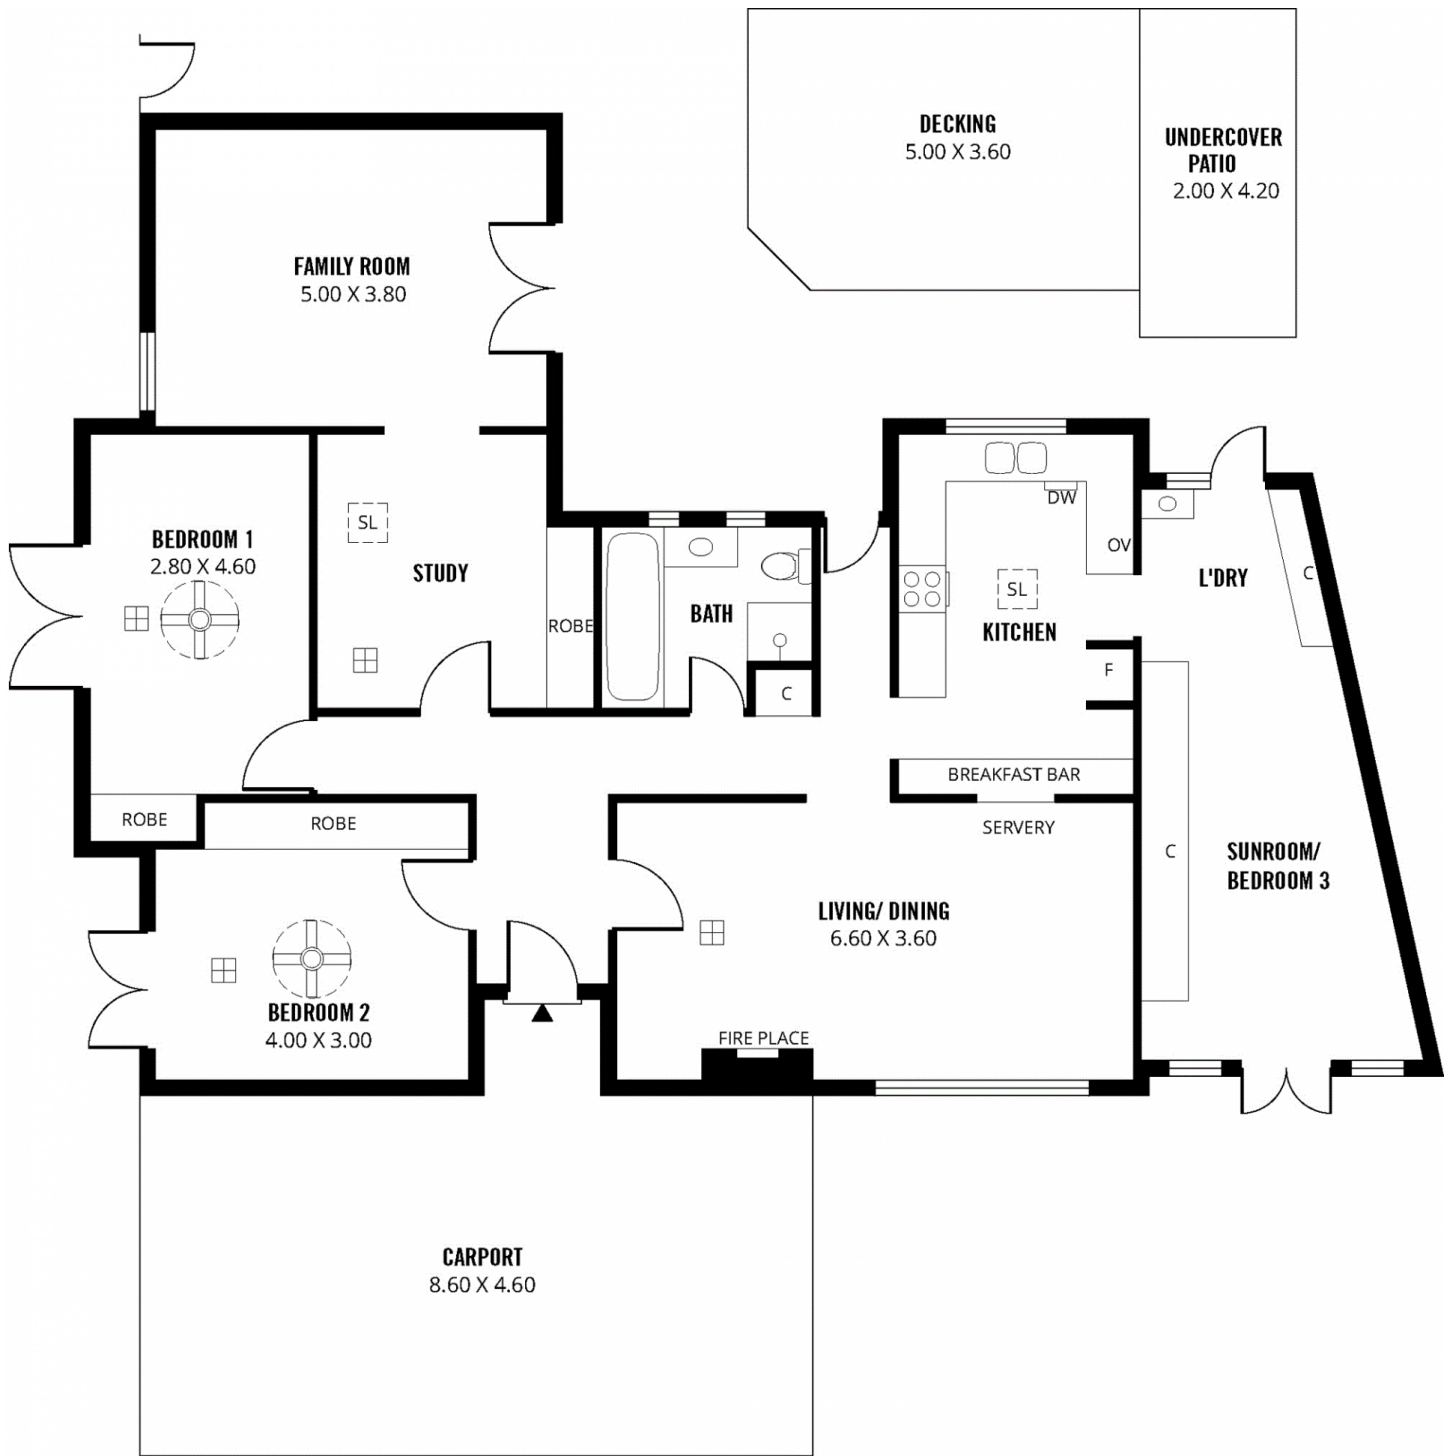 DECKING
5.00 X 3.60
UNDERCOVER
PATIO
2.00 X 4.20
FAMILY ROOM
5.00 X 3.80
BEDROOM 1
2.80 X 4.60
SL
STUDY
ROBE
BATH
C
DW
OV
SL
KITCHEN
F
L'DRY
C
BREAKFAST BAR
SERVERY
ROBE
ROBE
C
SUNROOM/
BEDROOM 3
LIVING/ DINING
6.60 X 3.60
BEDROOM 2
4.00 X 3.00
FIRE PLACE
CARPORT
8.60 X 4.60